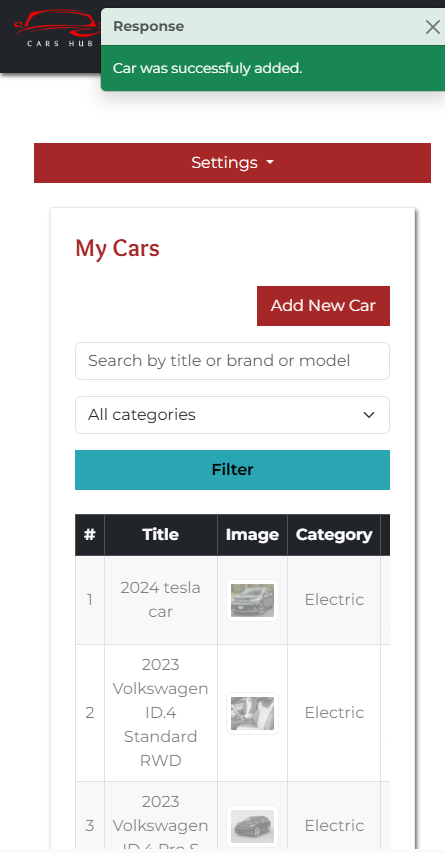 CARS HUB
Response
Car was successfuly added.
Settings
My Cars
Add New Car
Search by title or brand or model
All categories
Filter
# Title Image Category
1 2024 tesla car Electric
2 2023 Volkswagen ID.4 Standard RWD Electric
3 2023 Volkswagen ID.4 Pro S Electric